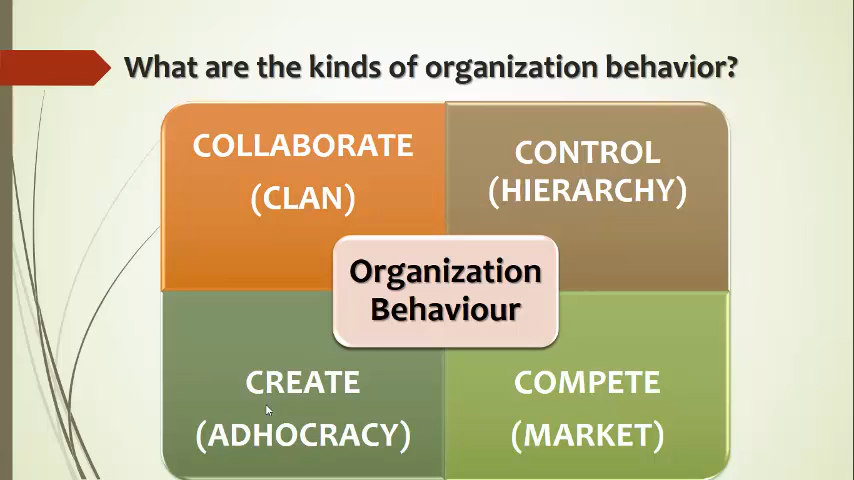 What are the kinds of organization behavior?
COLLABORATE
(CLAN)
CONTROL
(HIERARCHY)
Organization
Behaviour
CREATE
(ADHOCRACY)
COMPETE
(MARKET)